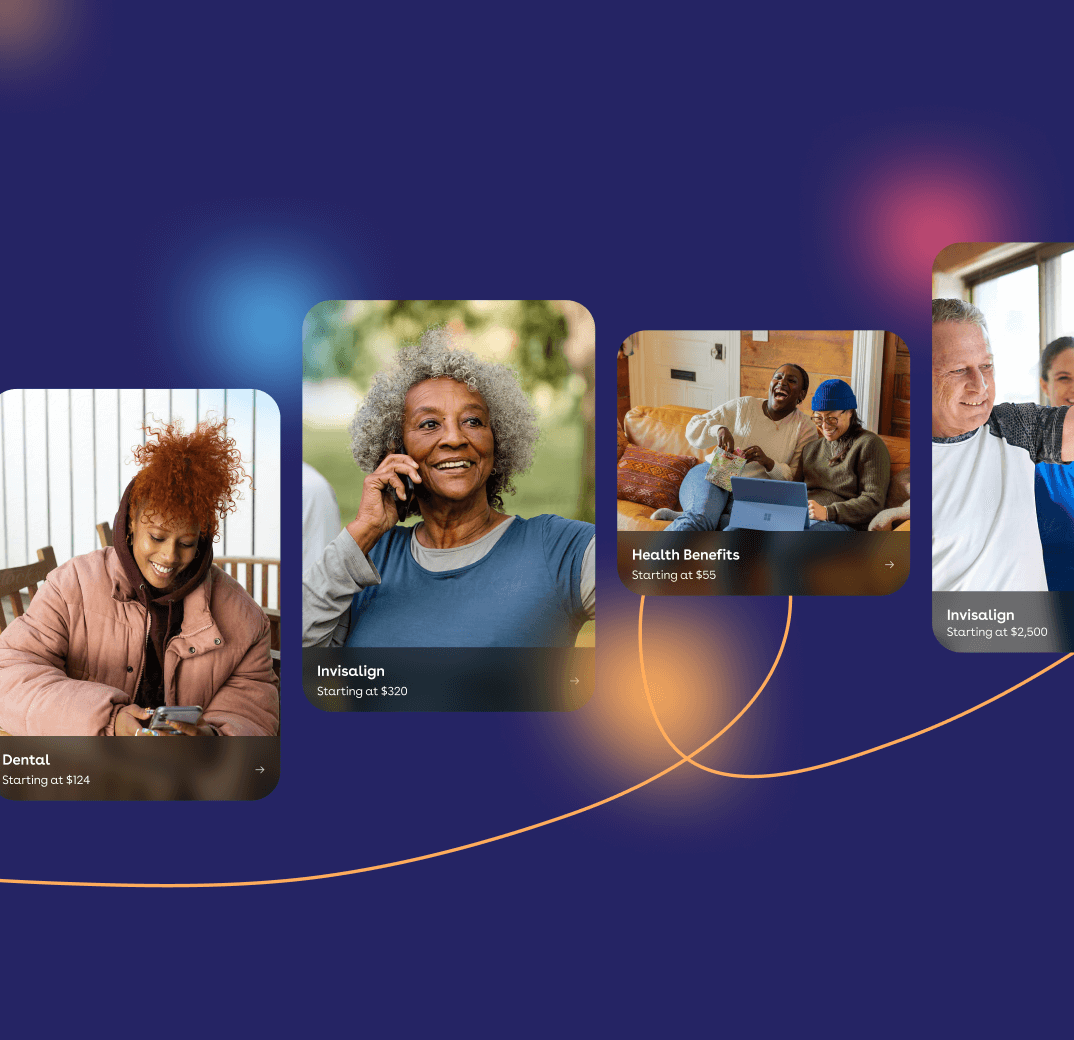 Dental
Starting at $124
Invisalign
Starting at $320
Health Benefits
Starting at $55
Invisalign
Starting at $2,500